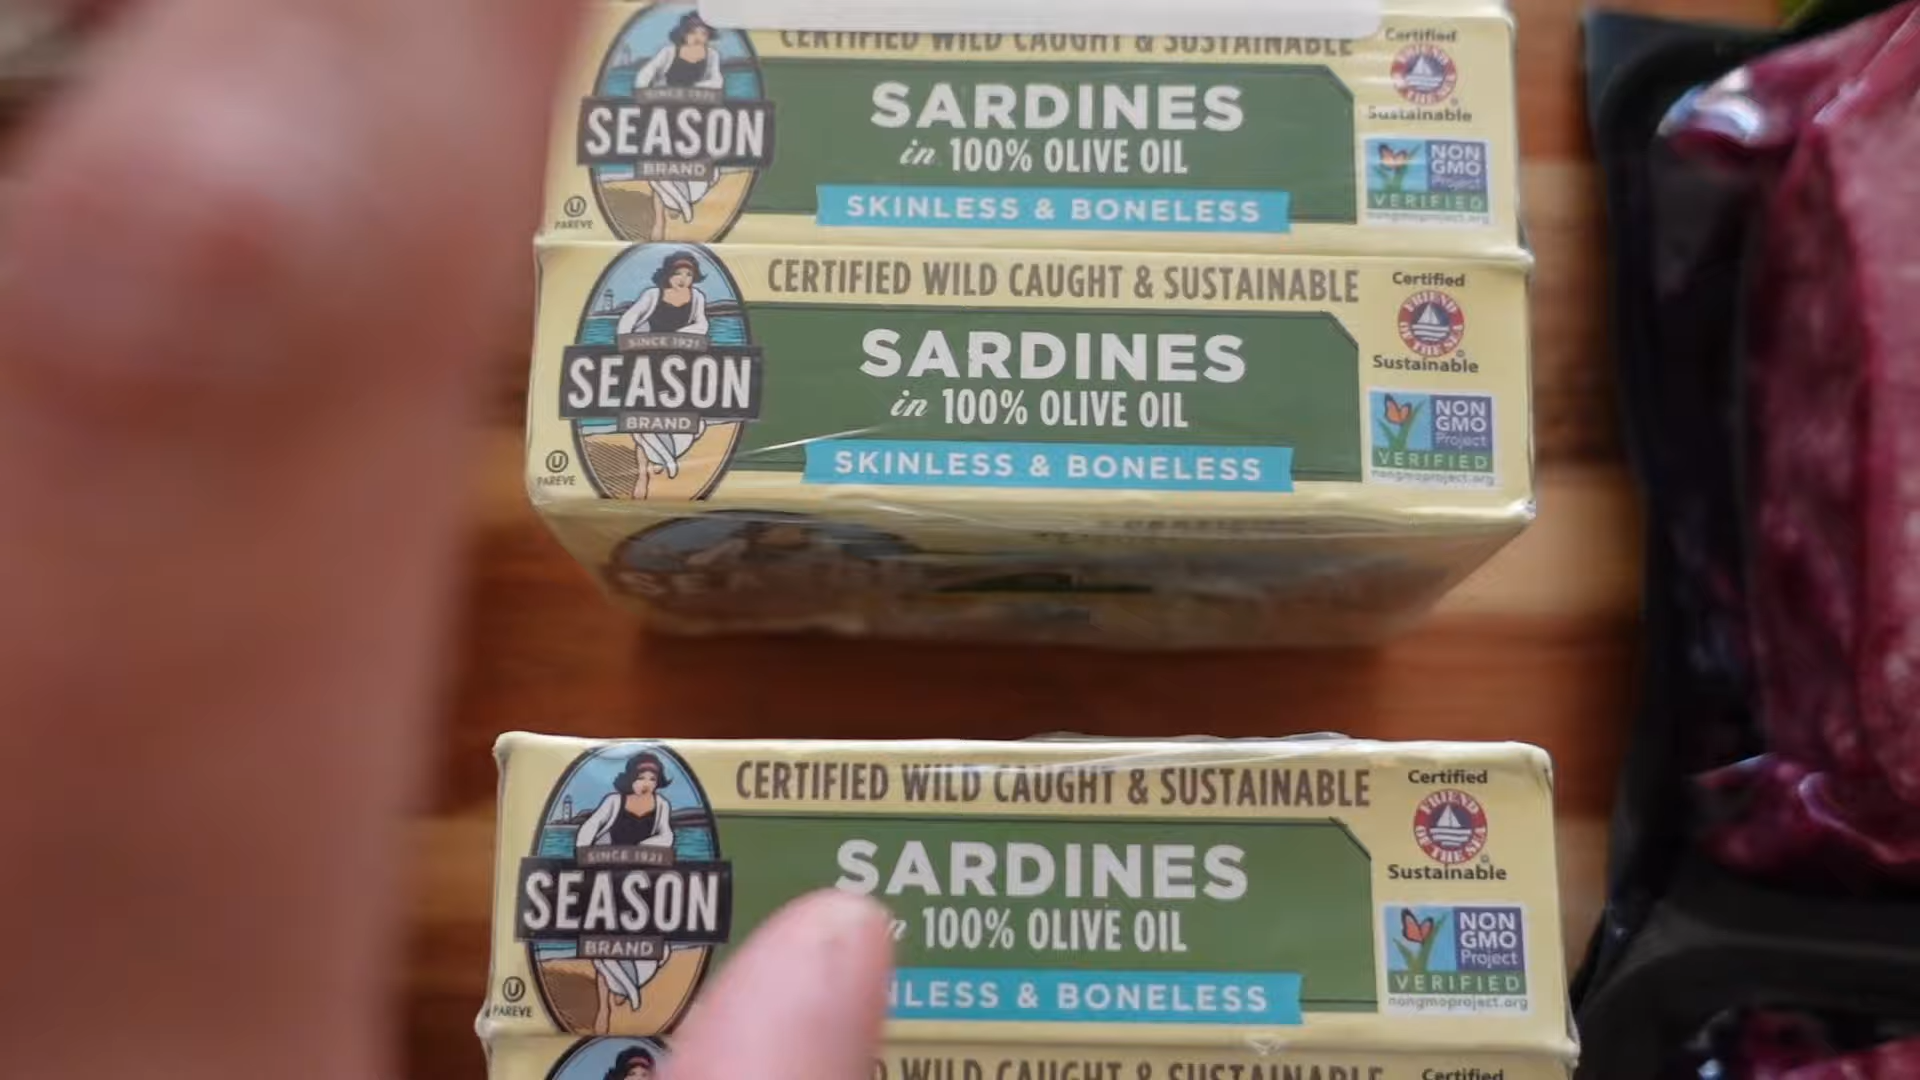 CERTIFIED WILD CAUGHT & SUSTAINABLE
Certified
FRIEND OF THE SEA
Sustainable
SINCE 1921
SEASON
BRAND
SARDINES
in 100% OLIVE OIL
SKINLESS & BONELESS
NON
GMO
Project
VERIFIED
nongmoproject.org
U
PAREVE
CERTIFIED WILD CAUGHT & SUSTAINABLE
Certified
FRIEND OF THE SEA
Sustainable
SINCE 1921
SEASON
BRAND
SARDINES
in 100% OLIVE OIL
SKINLESS & BONELESS
NON
GMO
Project
VERIFIED
nongmoproject.org
U
PAREVE
CERTIFIED WILD CAUGHT & SUSTAINABLE
Certified
FRIEND OF THE SEA
Sustainable
SINCE 1921
SEASON
BRAND
SARDINES
100% OLIVE OIL
NLESS & BONELESS
NON
GMO
Project
VERIFIED
nongmoproject.org
U
PAREVE
WILD CAUGHT & SUSTAINABLE
Certified